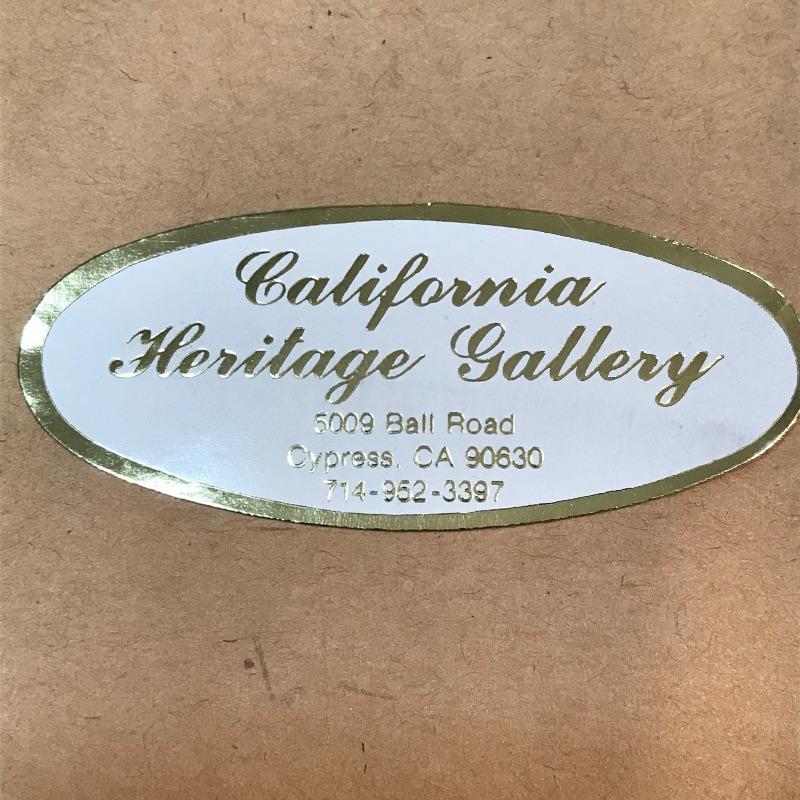 California
Heritage Gallery
5009 Ball Road
Cypress, CA 90630
714-952-3397